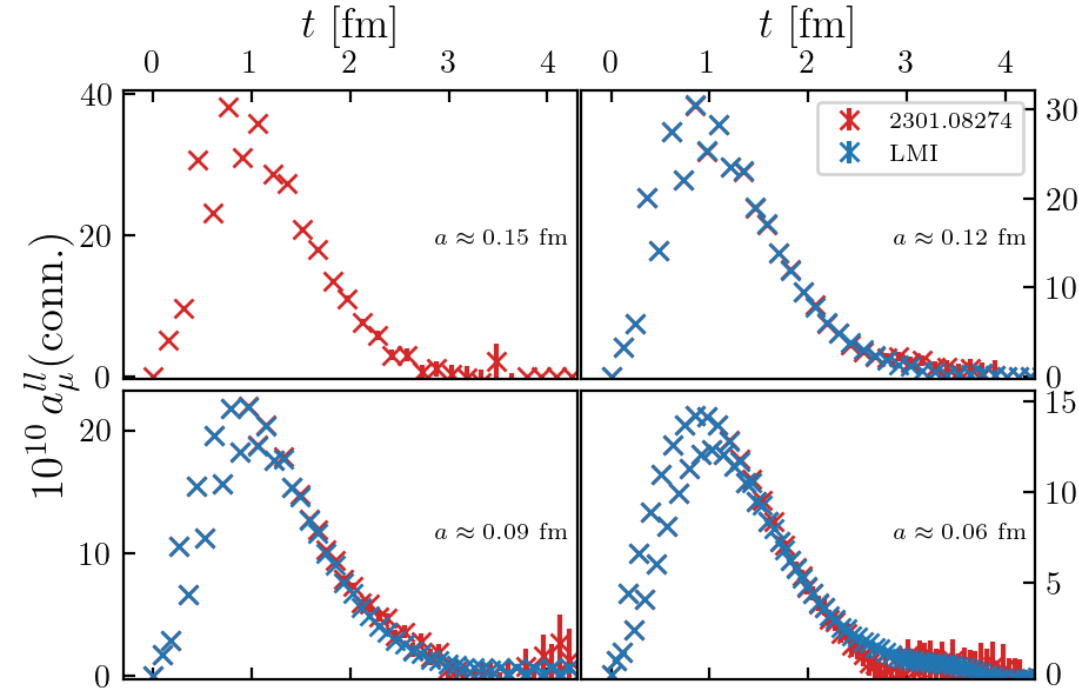 t [fm] t [fm]
0 1 2 3 4 0 1 2 3 4
40 20 0
30 20 10 0
2301.08274
LMI
a ≈ 0.15 fm
a ≈ 0.12 fm
10^{10} a_μ^{ll}(conn.)
20 10 0
15 10 5 0
a ≈ 0.09 fm
a ≈ 0.06 fm